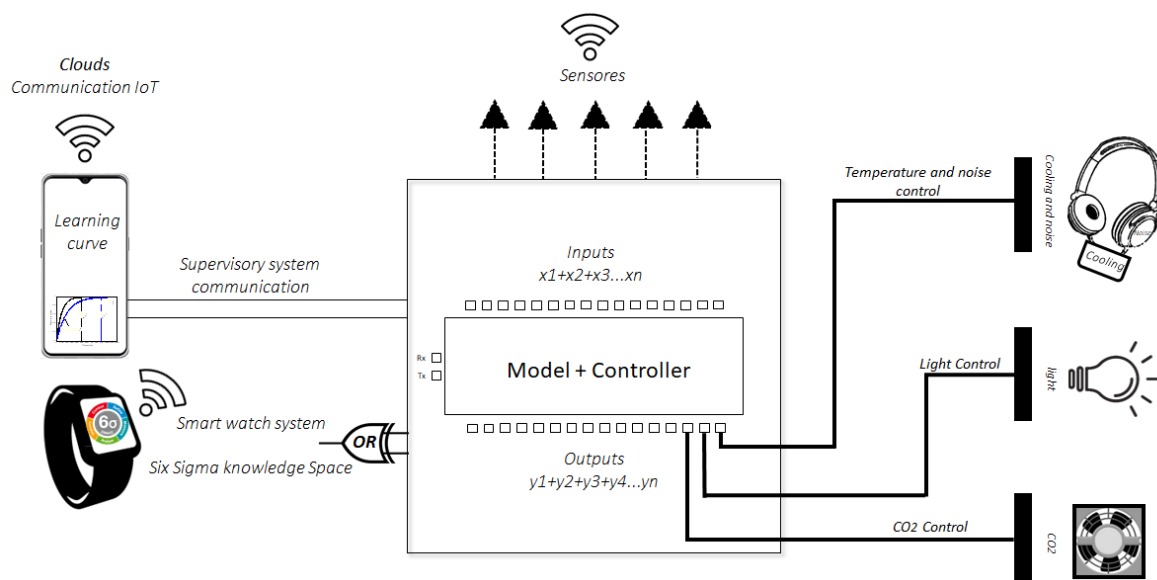 Clouds
Communication IoT
Sensores
Learning
curve
Supervisory system
communication
Inputs
x1+x2+x3...xn
Rx
Tx
Model + Controller
Smart watch system
OR
Six Sigma knowledge Space
6σ
Outputs
y1+y2+y3+y4...yn
Temperature and noise
control
Cooling and noise
Cooling
Light Control
light
CO2 Control
CO2